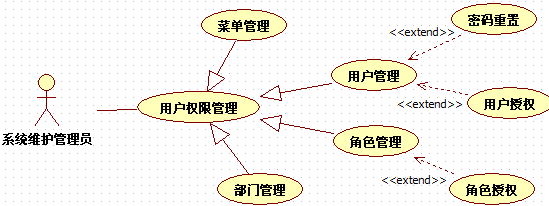 密码重置
<<extend>>
菜单管理
用户管理
<<extend>>
用户授权
用户权限管理
系统维护管理员
角色管理
<<extend>>
部门管理
角色授权